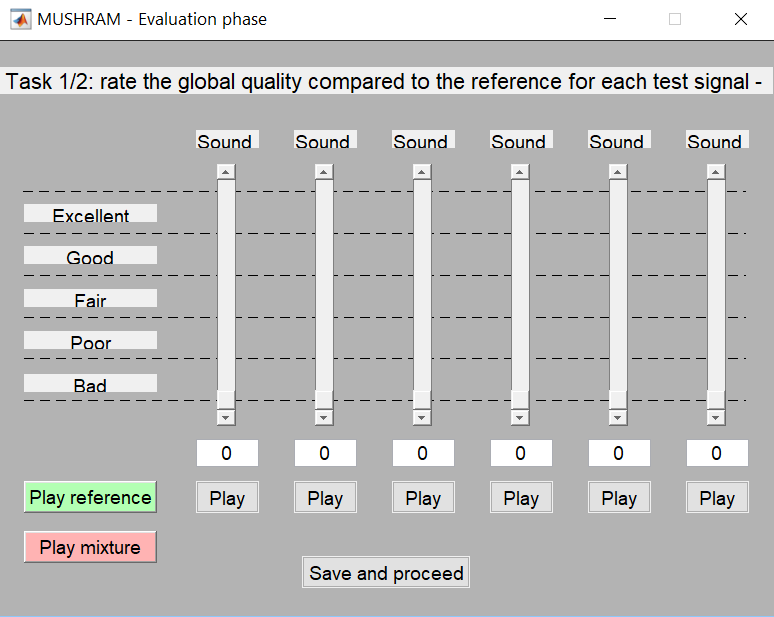 MUSHRAM - Evaluation phase
Task 1/2: rate the global quality compared to the reference for each test signal -
Sound Sound Sound Sound Sound Sound
Excellent
Good
Fair
Poor
Bad
0 0 0 0 0 0
Play reference Play Play Play Play Play Play
Play mixture
Save and proceed